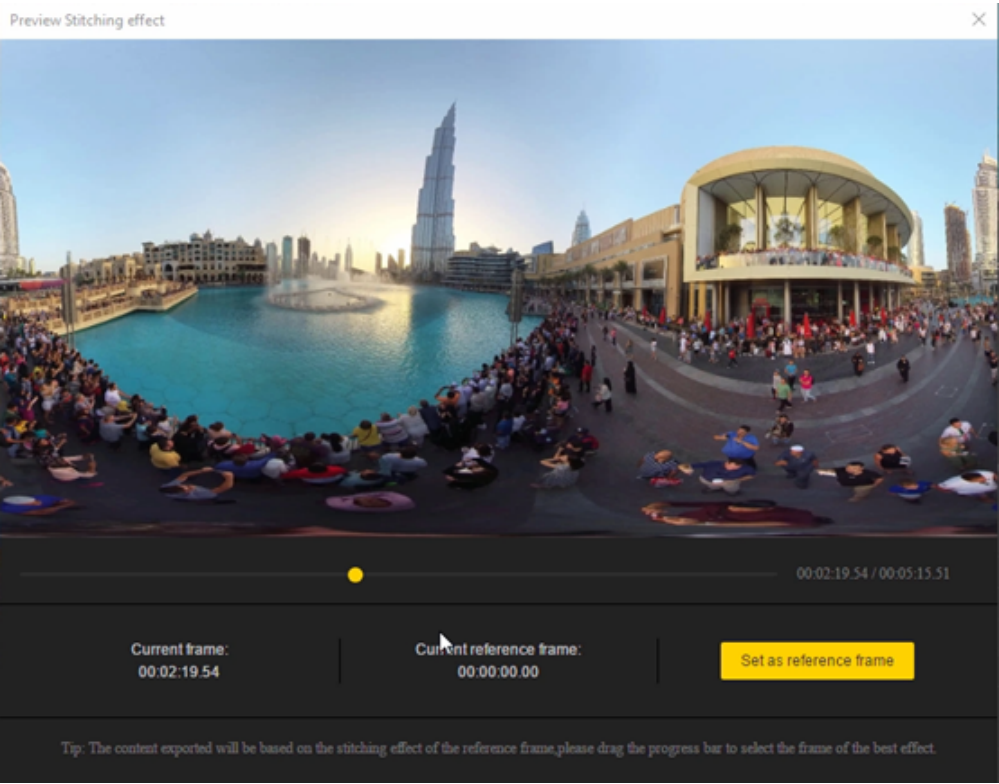 Preview Stitching effect
00:02:19.54 / 00:05:15.51
Current frame:
00:02:19.54
Current reference frame:
00:00:00.00
Set as reference frame
Tip: The content exported will be based on the stitching effect of the reference frame,please drag the progress bar to select the frame of the best effect.